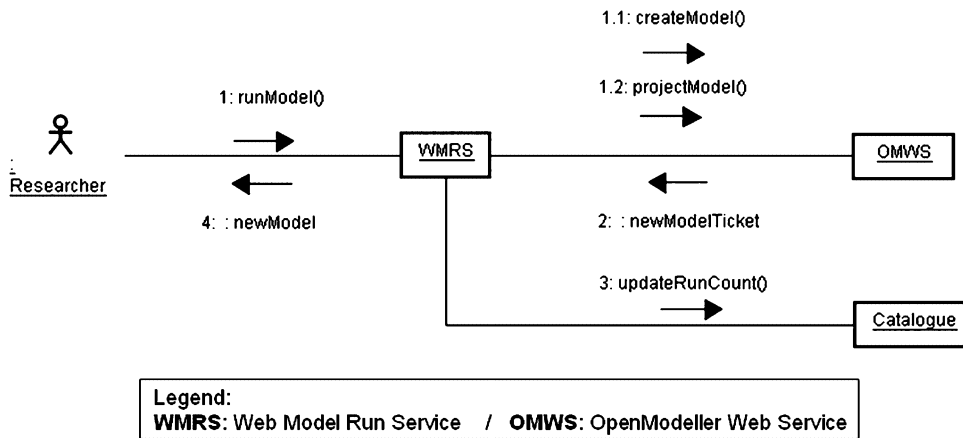 1.1: createModel()
1.2: projectModel()
1: runModel()
:
Researcher
WMRS
OMWS
4: : newModel
2: : newModelTicket
3: updateRunCount()
Catalogue
Legend:
WMRS: Web Model Run Service / OMWS: OpenModeller Web Service